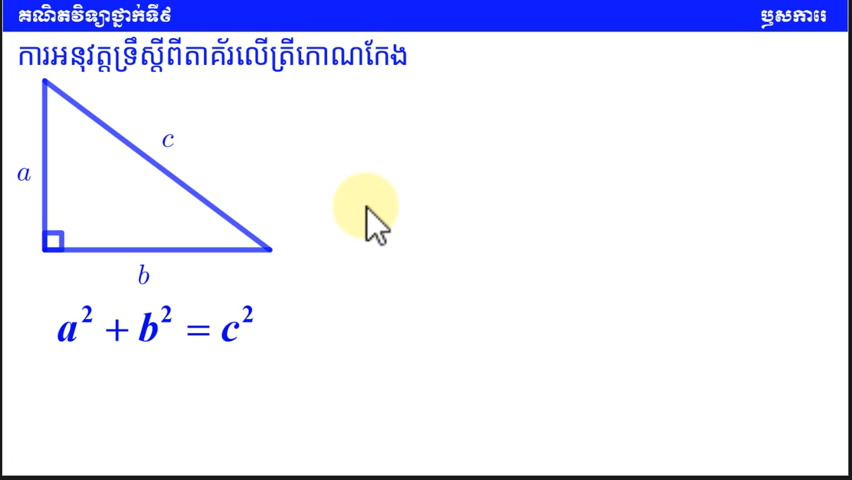 គណិតវិទ្យាថ្នាក់ទី៩ ឫសការេ
ការអនុវត្តទ្រឹស្តីពីតាគ័រលើត្រីកោណកែង
c
a
b
a² + b² = c²